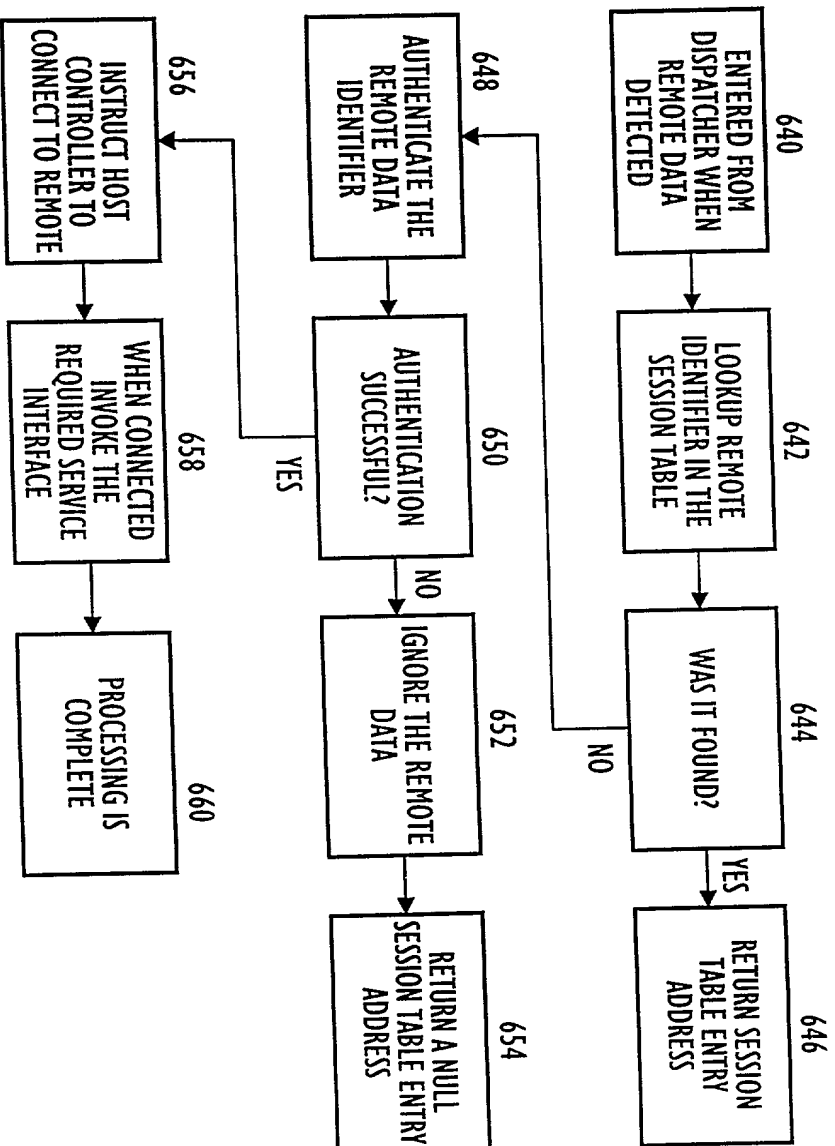 640
ENTERED FROM
DISPATCHER WHEN
REMOTE DATA
DETECTED
642
LOOKUP REMOTE
IDENTIFIER IN THE
SESSION TABLE
644
WAS IT FOUND?
YES
NO
646
RETURN SESSION
TABLE ENTRY
ADDRESS
648
AUTHENTICATE THE
REMOTE DATA
IDENTIFIER
650
AUTHENTICATION
SUCCESSFUL?
NO
YES
652
IGNORE THE REMOTE
DATA
654
RETURN A NULL
SESSION TABLE ENTRY
ADDRESS
656
INSTRUCT HOST
CONTROLLER TO
CONNECT TO REMOTE
658
WHEN CONNECTED
INVOKE THE
REQUIRED SERVICE
INTERFACE
660
PROCESSING IS
COMPLETE